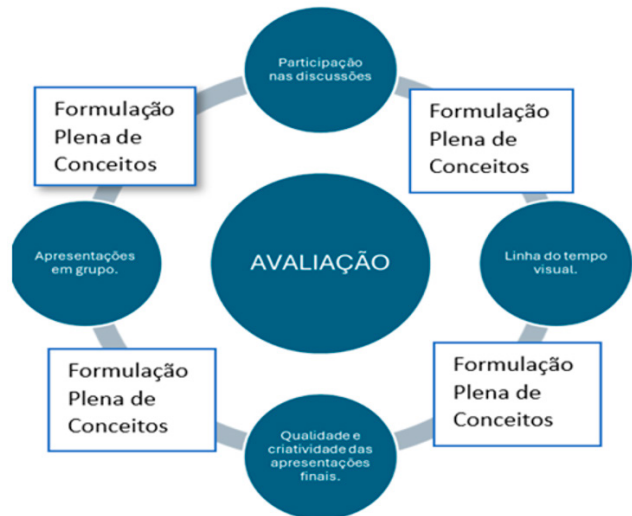 Participação
nas discussões
Formulação
Plena de
Conceitos
Formulação
Plena de
Conceitos
Apresentações
em grupo.
AVALIAÇÃO
Linha do tempo
visual.
Formulação
Plena de
Conceitos
Formulação
Plena de
Conceitos
Qualidade e
criatividade das
apresentações
finais.